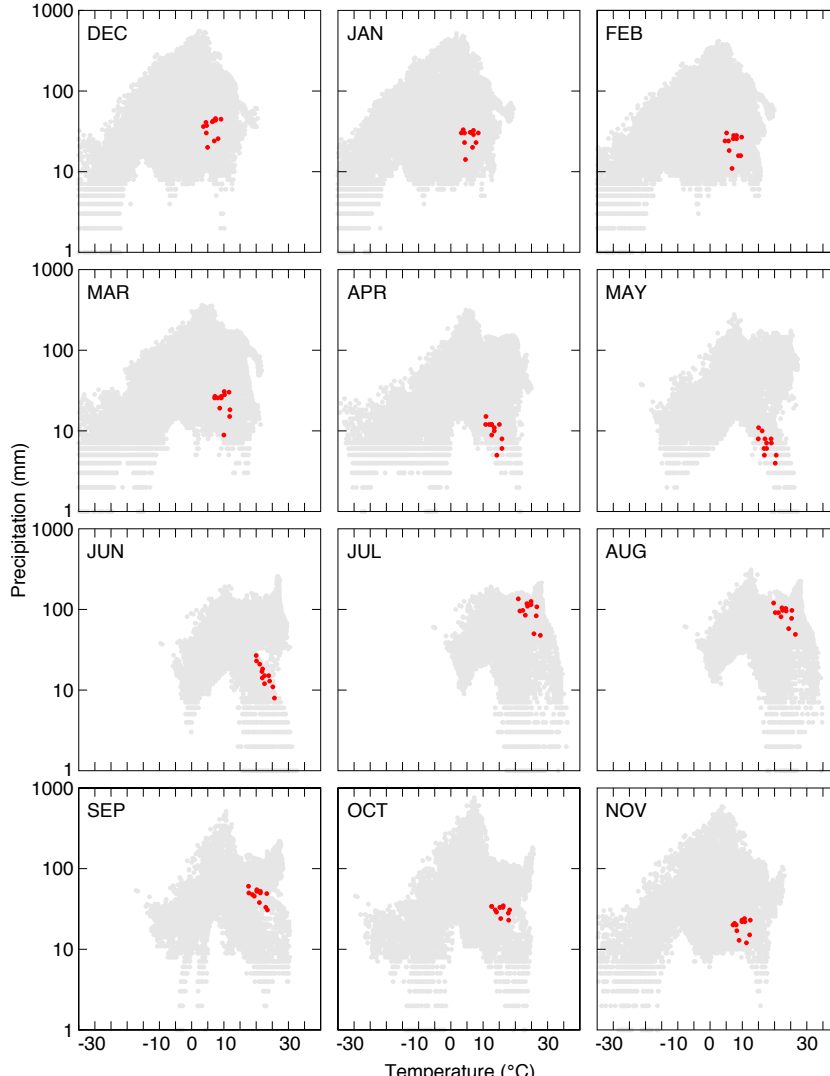 1000 DEC JAN FEB
100
10
1
1000 MAR APR MAY
100
10
1
Precipitation (mm)
1000 JUN JUL AUG
100
10
1
1000 SEP OCT NOV
100
10
1
-30 -10 0 10 30 -30 -10 0 10 30 -30 -10 0 10 30
Temperature (°C)